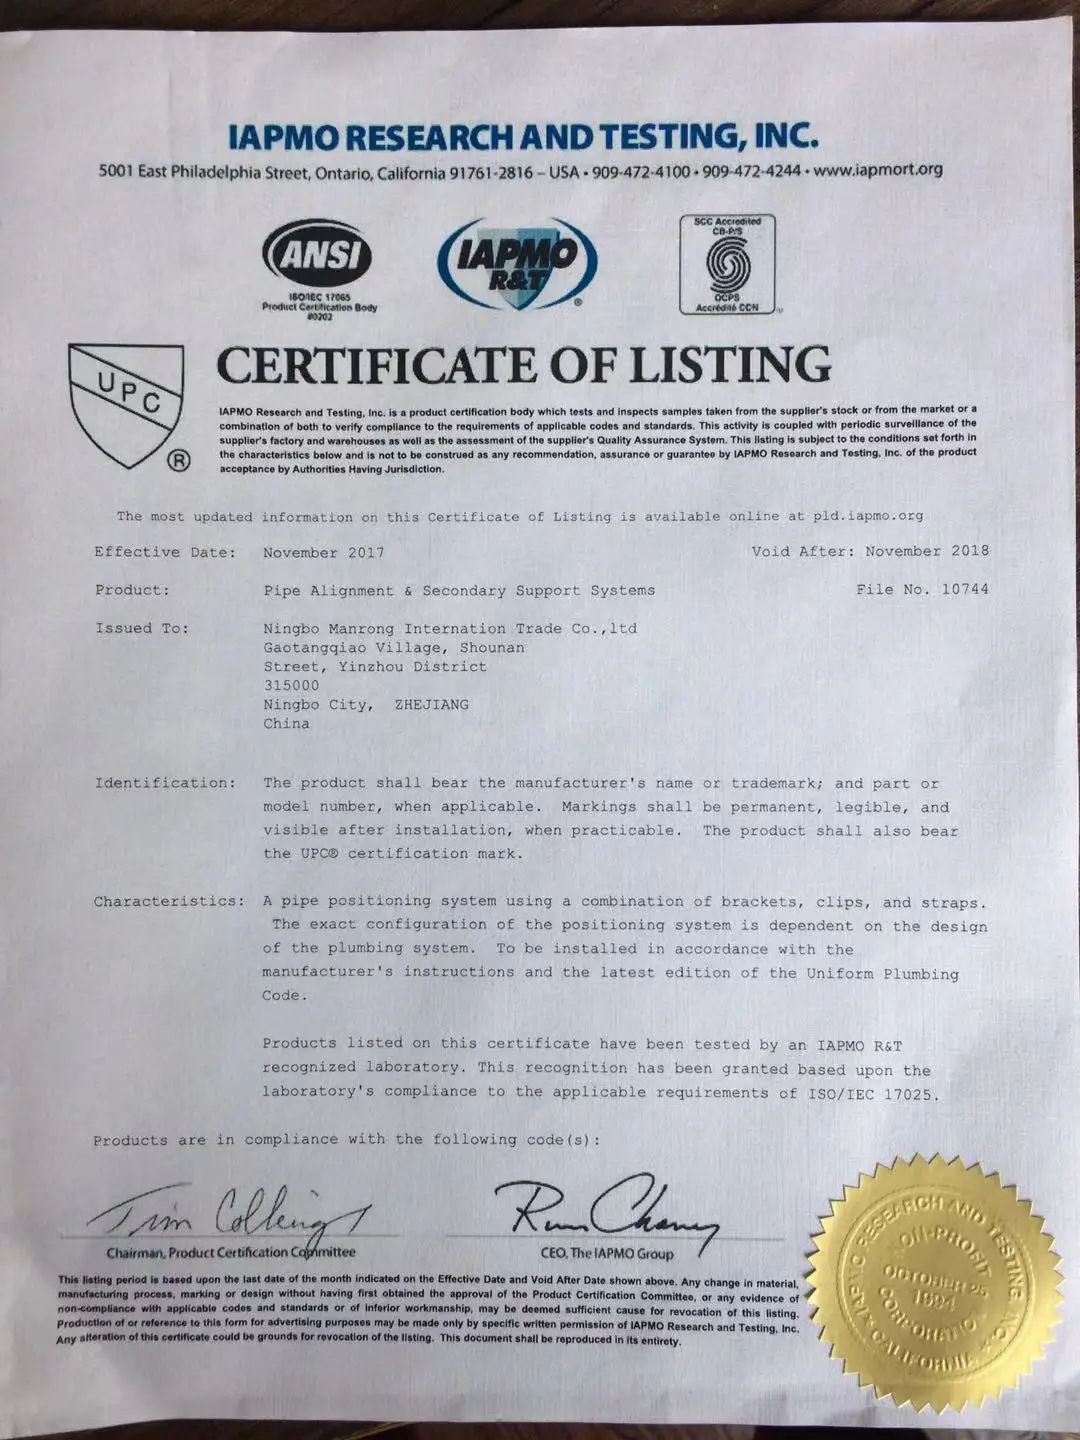 IAPMO RESEARCH AND TESTING, INC.
5001 East Philadelphia Street, Ontario, California 91761-2816 – USA • 909-472-4100 • 909-472-4244 • www.iapmort.org
ANSI
ISO/IEC 17065
Product Certification Body
#0202
IAPMO
R&T
®
SCC Accredited
CB-P/S
OCPS
Accrédité CCN
UPC
®
CERTIFICATE OF LISTING
IAPMO Research and Testing, Inc. is a product certification body which tests and inspects samples taken from the supplier's stock or from the market or a
combination of both to verify compliance to the requirements of applicable codes and standards. This activity is coupled with periodic surveillance of the
supplier's factory and warehouses as well as the assessment of the supplier's Quality Assurance System. This listing is subject to the conditions set forth in
the characteristics below and is not to be construed as any recommendation, assurance or guarantee by IAPMO Research and Testing, Inc. of the product
acceptance by Authorities Having Jurisdiction.
The most updated information on this Certificate of Listing is available online at pld.iapmo.org
Effective Date: November 2017 Void After: November 2018
Product: Pipe Alignment & Secondary Support Systems File No. 10744
Issued To: Ningbo Manrong Internation Trade Co.,ltd
Gaotangqiao Village, Shounan
Street, Yinzhou District
315000
Ningbo City, ZHEJIANG
China
Identification: The product shall bear the manufacturer's name or trademark; and part or
model number, when applicable. Markings shall be permanent, legible, and
visible after installation, when practicable. The product shall also bear
the UPC® certification mark.
Characteristics: A pipe positioning system using a combination of brackets, clips, and straps.
The exact configuration of the positioning system is dependent on the design
of the plumbing system. To be installed in accordance with the
manufacturer's instructions and the latest edition of the Uniform Plumbing
Code.
Products listed on this certificate have been tested by an IAPMO R&T
recognized laboratory. This recognition has been granted based upon the
laboratory's compliance to the applicable requirements of ISO/IEC 17025.
Products are in compliance with the following code(s):
Tim Collings
Chairman, Product Certification Committee
Russ Chaney
CEO, The IAPMO Group
This listing period is based upon the last date of the month indicated on the Effective Date and Void After Date shown above. Any change in material,
manufacturing process, marking or design without having first obtained the approval of the Product Certification Committee, or any evidence of
non-compliance with applicable codes and standards or of inferior workmanship, may be deemed sufficient cause for revocation of this listing.
Production of or reference to this form for advertising purposes may be made only by specific written permission of IAPMO Research and Testing, Inc.
Any alteration of this certificate could be grounds for revocation of the listing. This document shall be reproduced in its entirety.
IAPMO RESEARCH AND TESTING INC.
NON-PROFIT
OCTOBER 25
1994
CORPORATION
CALIFORNIA